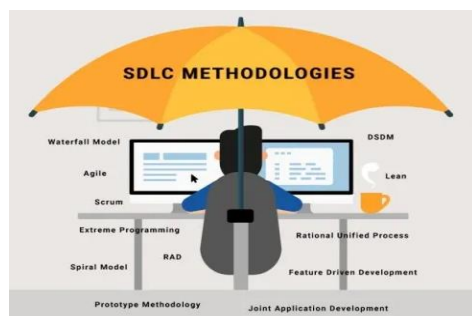 SDLC METHODOLOGIES
Waterfall Model
DSDM
Agile
Lean
Scrum
Extreme Programming
Rational Unified Process
RAD
Spiral Model
Feature Driven Development
Prototype Methodology
Joint Application Development